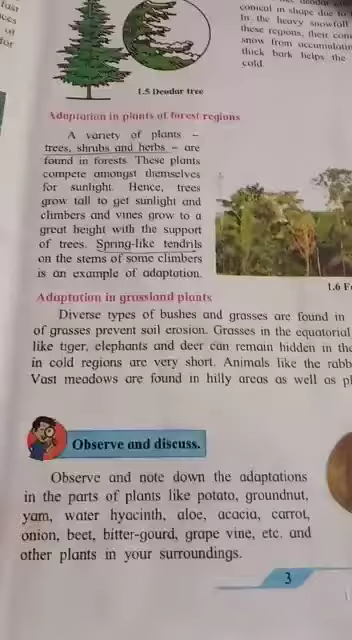 conical in shape due to
In the heavy snowfall
these regions, their con
snow from accumulatin
thick bark helps the
cold.
1.5 Deodar tree
Adaptation in plants of forest regions
A variety of plants –
trees, shrubs and herbs – are
found in forests. These plants
compete amongst themselves
for sunlight. Hence, trees
grow tall to get sunlight and
climbers and vines grow to a
great height with the support
of trees. Spring-like tendrils
on the stems of some climbers
is an example of adaptation.
1.6 F
Adaptation in grassland plants
Diverse types of bushes and grasses are found in
of grasses prevent soil erosion. Grasses in the equatorial
like tiger, elephants and deer can remain hidden in the
in cold regions are very short. Animals like the rabb
Vast meadows are found in hilly areas as well as pl
Observe and discuss.
Observe and note down the adaptations
in the parts of plants like potato, groundnut,
yam, water hyacinth, aloe, acacia, carrot,
onion, beet, bitter-gourd, grape vine, etc. and
other plants in your surroundings.
3